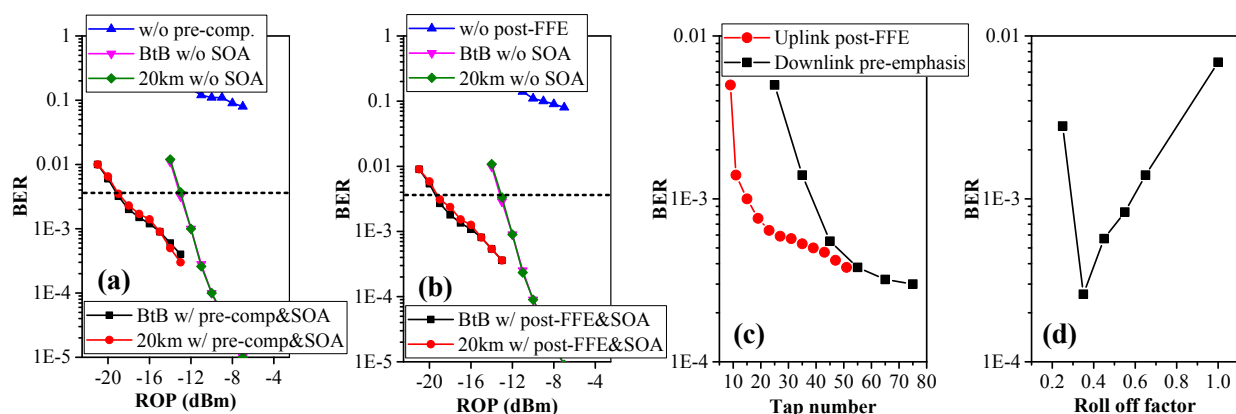 w/o pre-comp.
BtB w/o SOA
20km w/o SOA
1
0.1
0.01
1E-3
1E-4
1E-5
BER
(a)
BtB w/ pre-comp&SOA
20km w/ pre-comp&SOA
-20 -16 -12 -8 -4
ROP (dBm)
w/o post-FFE
BtB w/o SOA
20km w/o SOA
1
0.1
0.01
1E-3
1E-4
1E-5
BER
(b)
BtB w/ post-FFE&SOA
20km w/ post-FFE&SOA
-20 -16 -12 -8 -4
ROP (dBm)
Uplink post-FFE
Downlink pre-emphasis
0.01
1E-3
1E-4
BER
(c)
10 20 30 40 50 60 70 80
Tap number
0.01
1E-3
1E-4
BER
(d)
0.2 0.4 0.6 0.8 1.0
Roll off factor